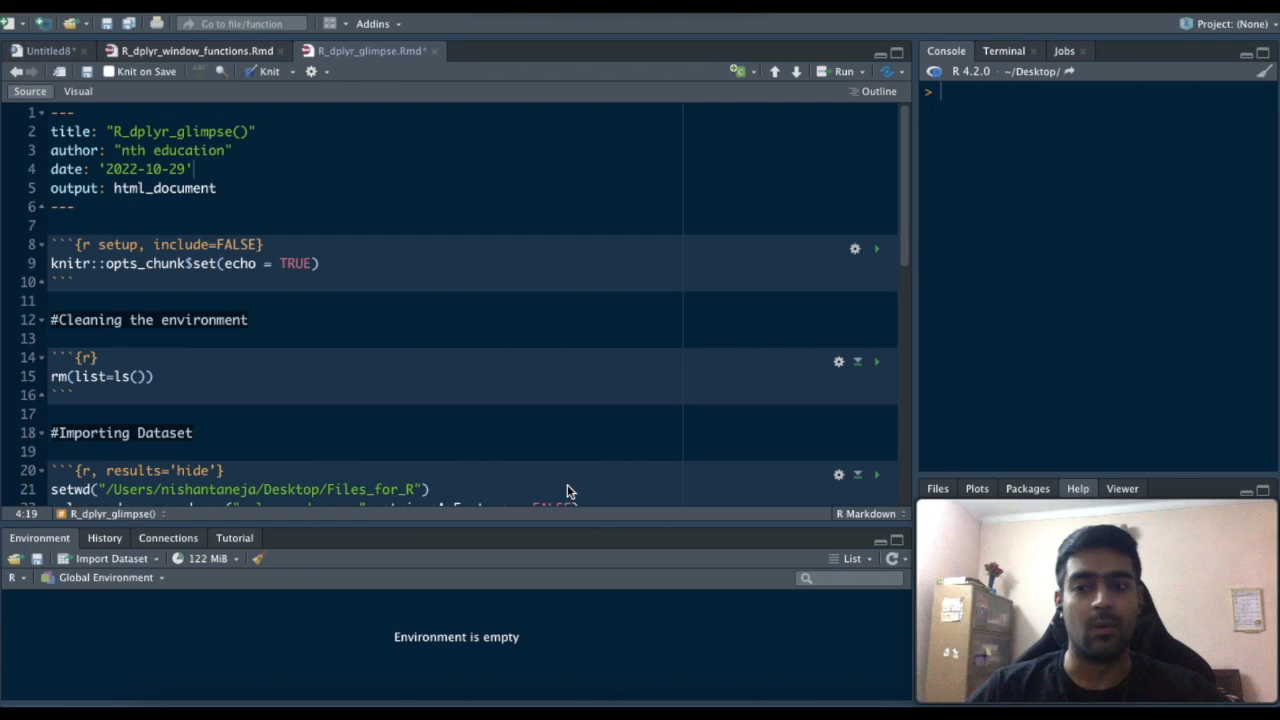 Go to file/function
Addins
Project: (None)
Untitled8*
R_dplyr_window_functions.Rmd
R_dplyr_glimpse.Rmd*
Console
Terminal
Jobs
Knit on Save
ABC
Knit
Run
R 4.2.0 · ~/Desktop/
Source
Visual
Outline
>
1 ---
2 title: "R_dplyr_glimpse()"
3 author: "nth education"
4 date: '2022-10-29'
5 output: html_document
6 ---
7
8 ```{r setup, include=FALSE}
9 knitr::opts_chunk$set(echo = TRUE)
10 ```
11
12 #Cleaning the environment
13
14 ```{r}
15 rm(list=ls())
16 ```
17
18 #Importing Dataset
19
20 ```{r, results='hide'}
21 setwd("/Users/nishantaneja/Desktop/Files_for_R")
4:19
R_dplyr_glimpse()
R Markdown
Files
Plots
Packages
Help
Viewer
Environment
History
Connections
Tutorial
Import Dataset
122 MiB
List
R
Global Environment
Environment is empty